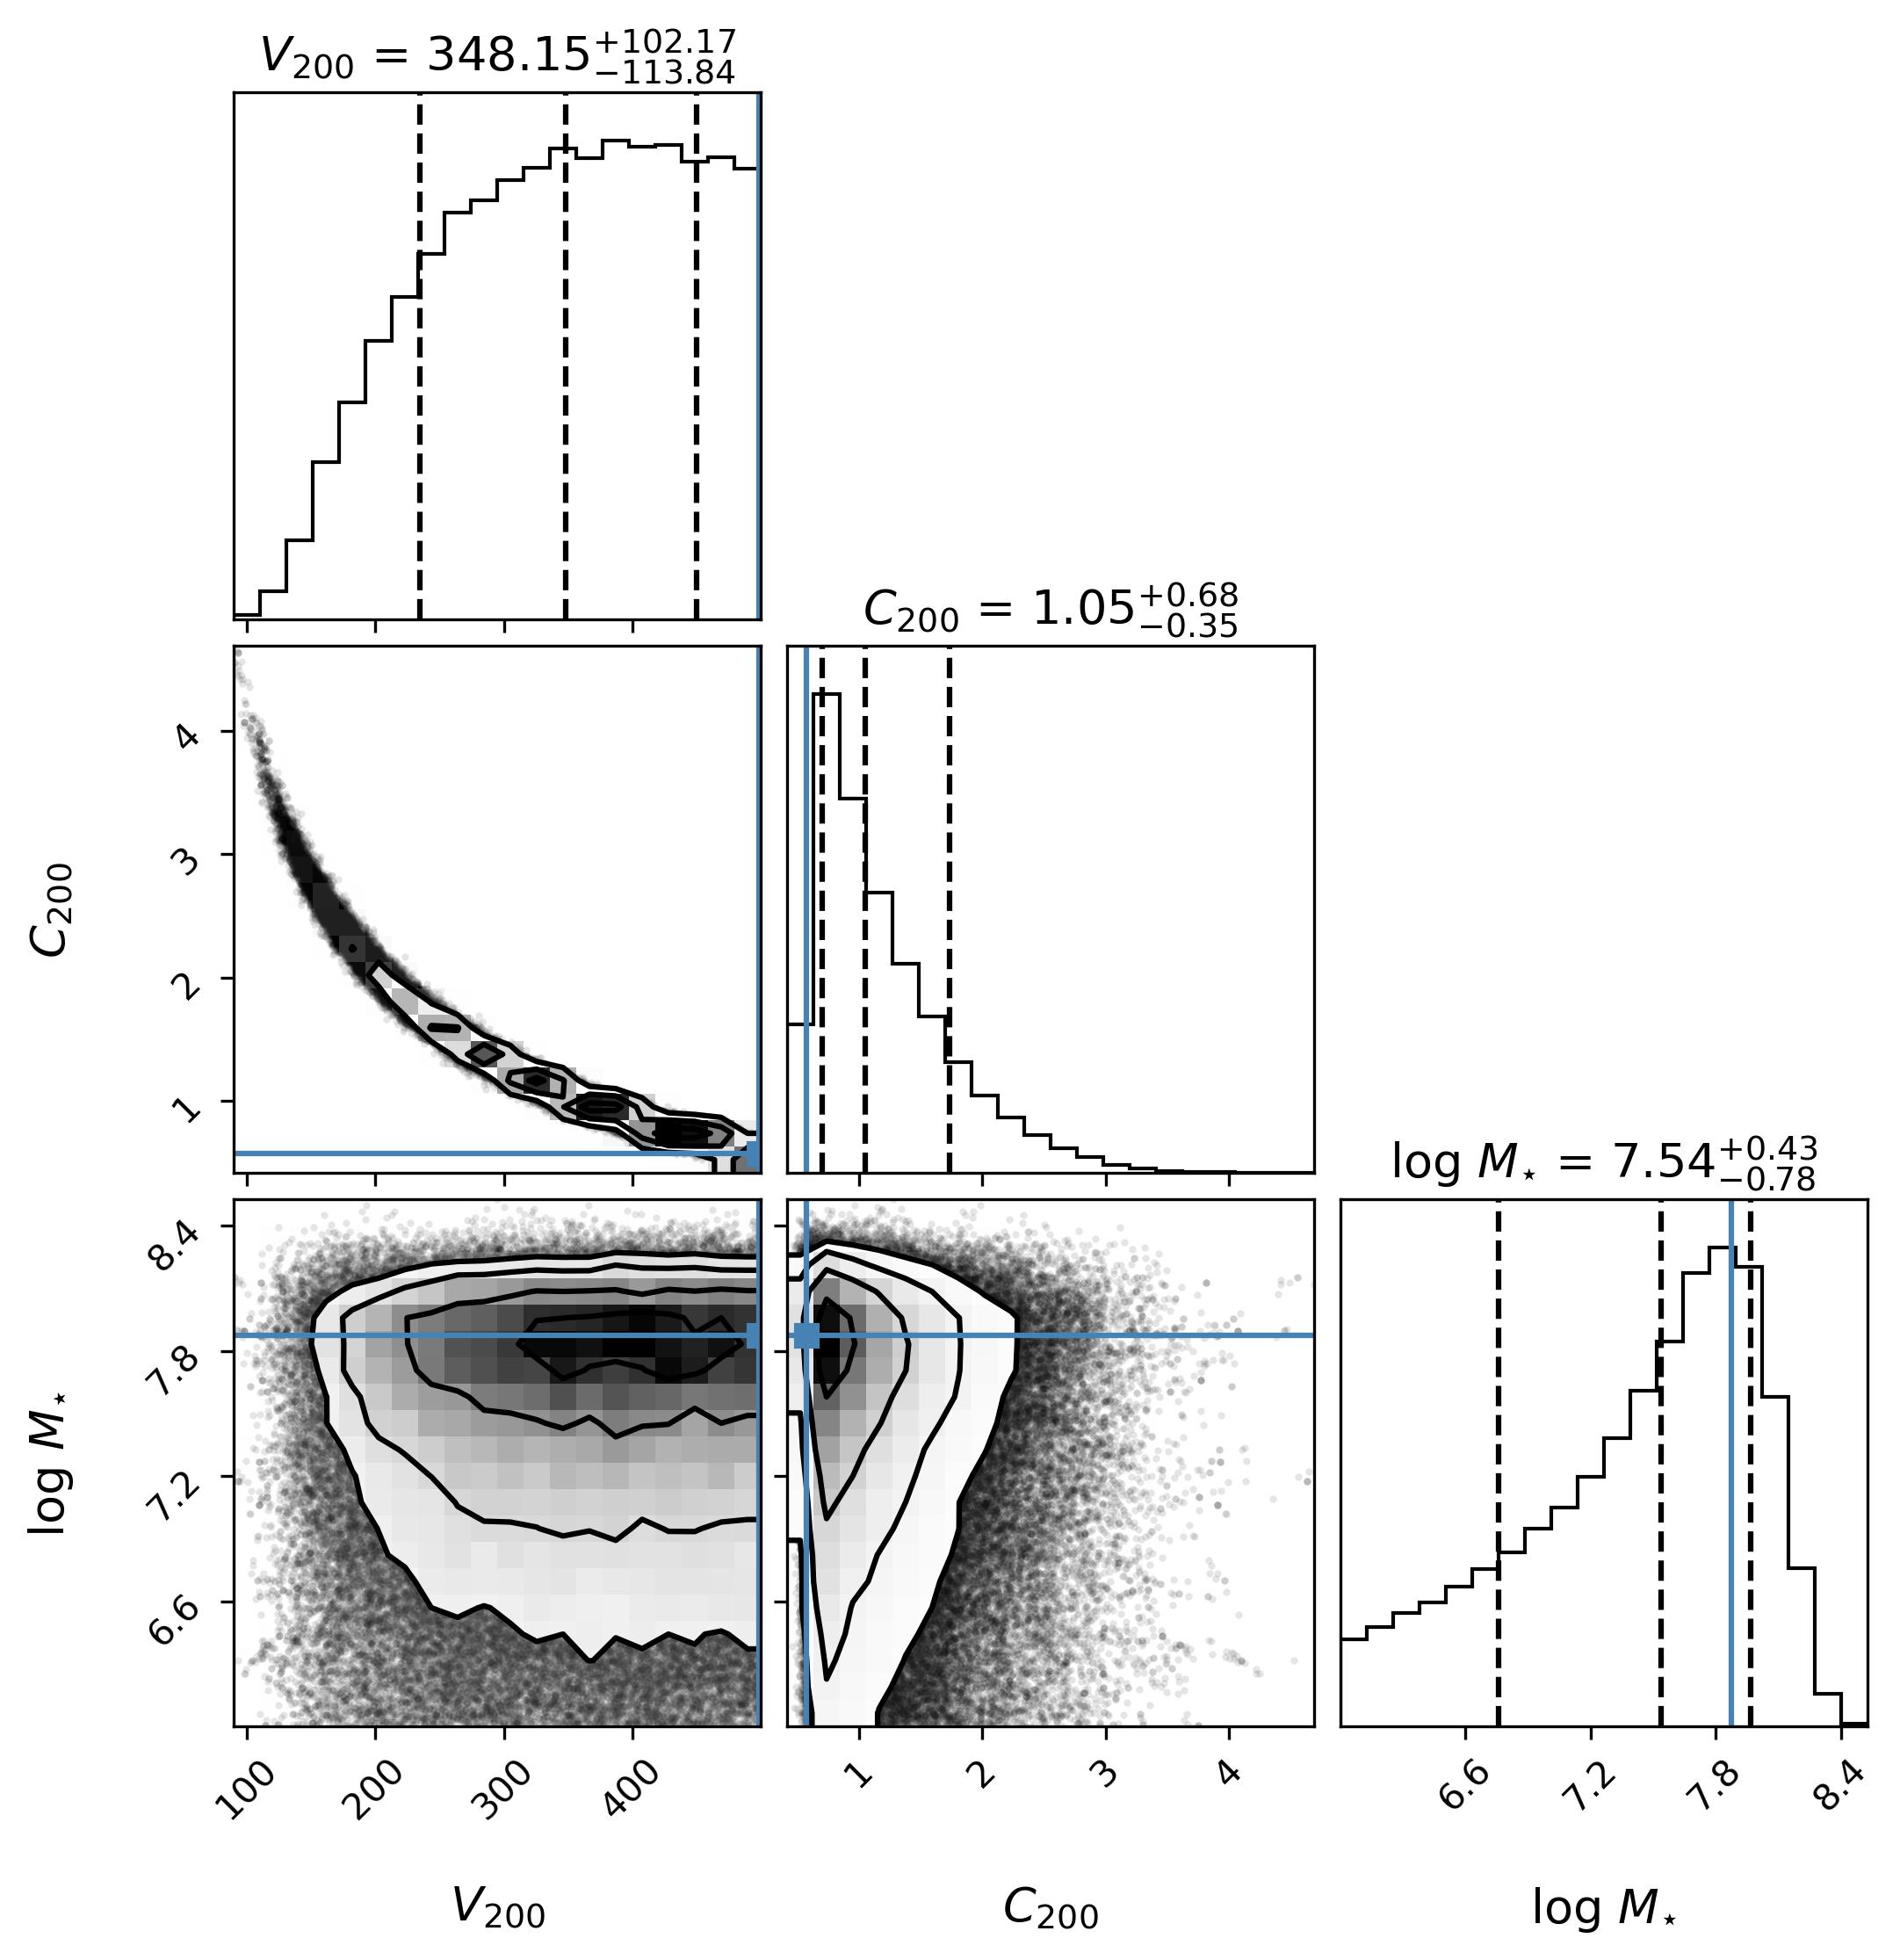 V₂₀₀ = 348.15 +102.17 −113.84
C₂₀₀ = 1.05 +0.68 −0.35
4
3
2
1
C₂₀₀
log M⋆ = 7.54 +0.43 −0.78
8.4
7.8
7.2
6.6
log M⋆
100 200 300 400
1 2 3 4
6.6 7.2 7.8 8.4
V₂₀₀
C₂₀₀
log M⋆